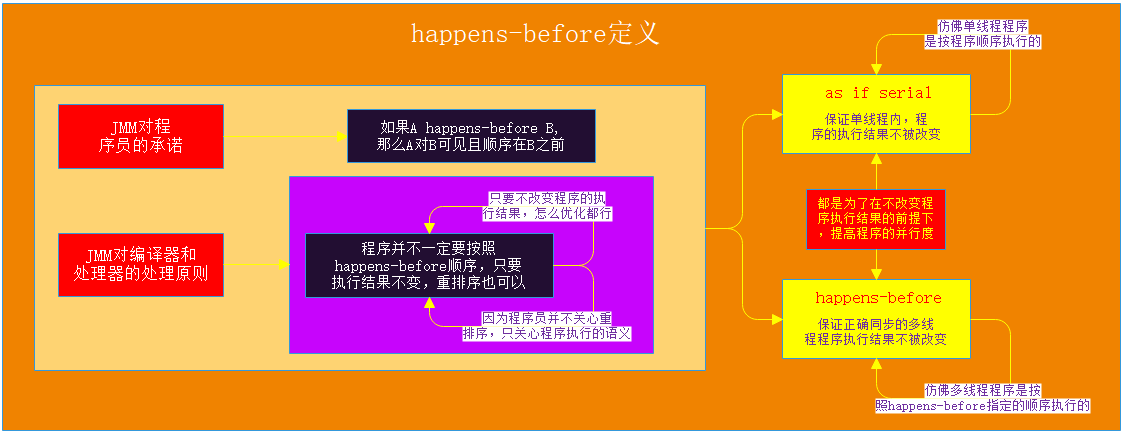 happens-before定义
JMM对程
序员的承诺
如果A happens-before B,
那么A对B可见且顺序在B之前
JMM对编译器和
处理器的处理原则
只要不改变程序的执
行结果，怎么优化都行
程序并不一定要按照
happens-before顺序，只要
执行结果不变，重排序也可以
因为程序员并不关心重
排序，只关心程序执行的语义
仿佛单线程程序
是按程序顺序执行的
as if serial
保证单线程内，程
序的执行结果不被改变
都是为了在不改变程
序执行结果的前提下
，提高程序的并行度
happens-before
保证正确同步的多线
程程序执行结果不被改变
仿佛多线程程序是按
照happens-before指定的顺序执行的